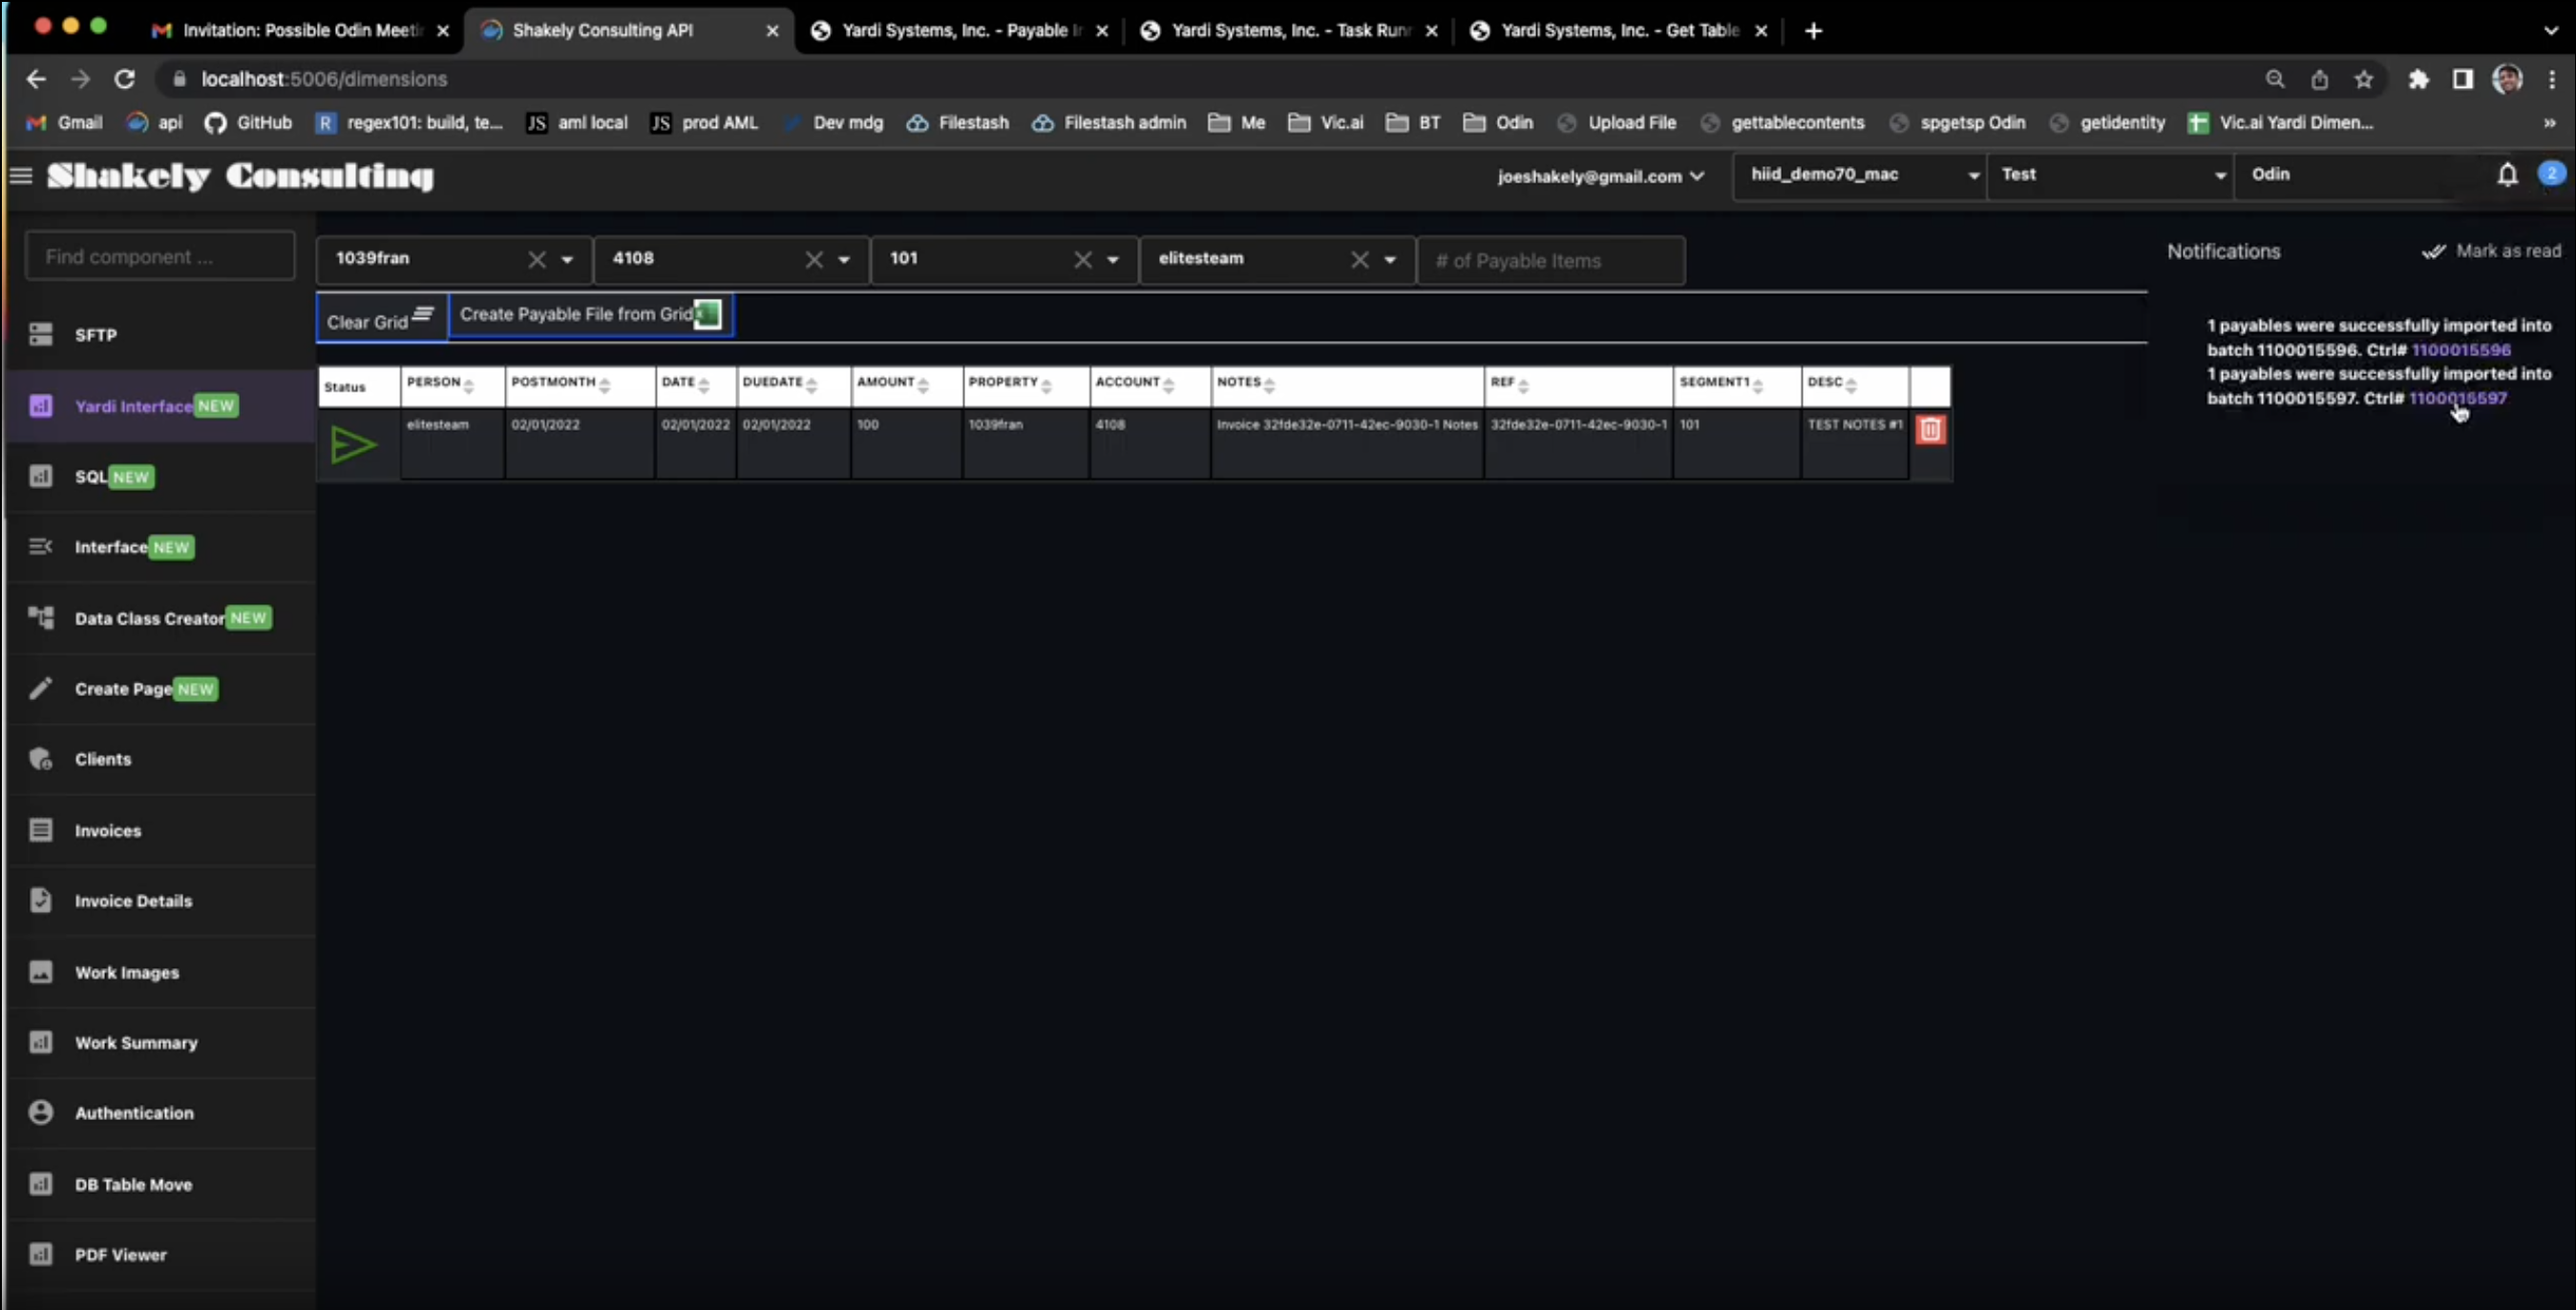 Invitation: Possible Odin Meeti
Shakely Consulting API
Yardi Systems, Inc. - Payable I
Yardi Systems, Inc. - Task Runr
Yardi Systems, Inc. - Get Table
localhost:5006/dimensions
Gmail
api
GitHub
R regex101: build, te...
JS aml local
JS prod AML
Dev mdg
Filestash
Filestash admin
Me
Vic.ai
BT
Odin
Upload File
gettablecontents
spgetsp Odin
getidentity
Vic.ai Yardi Dimen...
»
Shakely Consulting
joeshakely@gmail.com
hiid_demo70_mac
Test
Odin
2
Find component ...
1039fran
4108
101
elitesteam
# of Payable Items
Notifications
Mark as read
Clear Grid
Create Payable File from Grid
1 payables were successfully imported into
batch 1100015596. Ctrl# 1100015596
1 payables were successfully imported into
batch 1100015597. Ctrl# 1100015597
Status PERSON POSTMONTH DATE DUEDATE AMOUNT PROPERTY ACCOUNT NOTES REF SEGMENT1 DESC
elitesteam 02/01/2022 02/01/2022 02/01/2022 100 1039fran 4108 Invoice 32fde32e-0711-42ec-9030-1 Notes 32fde32e-0711-42ec-9030-1 101 TEST NOTES #1
SFTP
Yardi Interface NEW
SQL NEW
Interface NEW
Data Class Creator NEW
Create Page NEW
Clients
Invoices
Invoice Details
Work Images
Work Summary
Authentication
DB Table Move
PDF Viewer